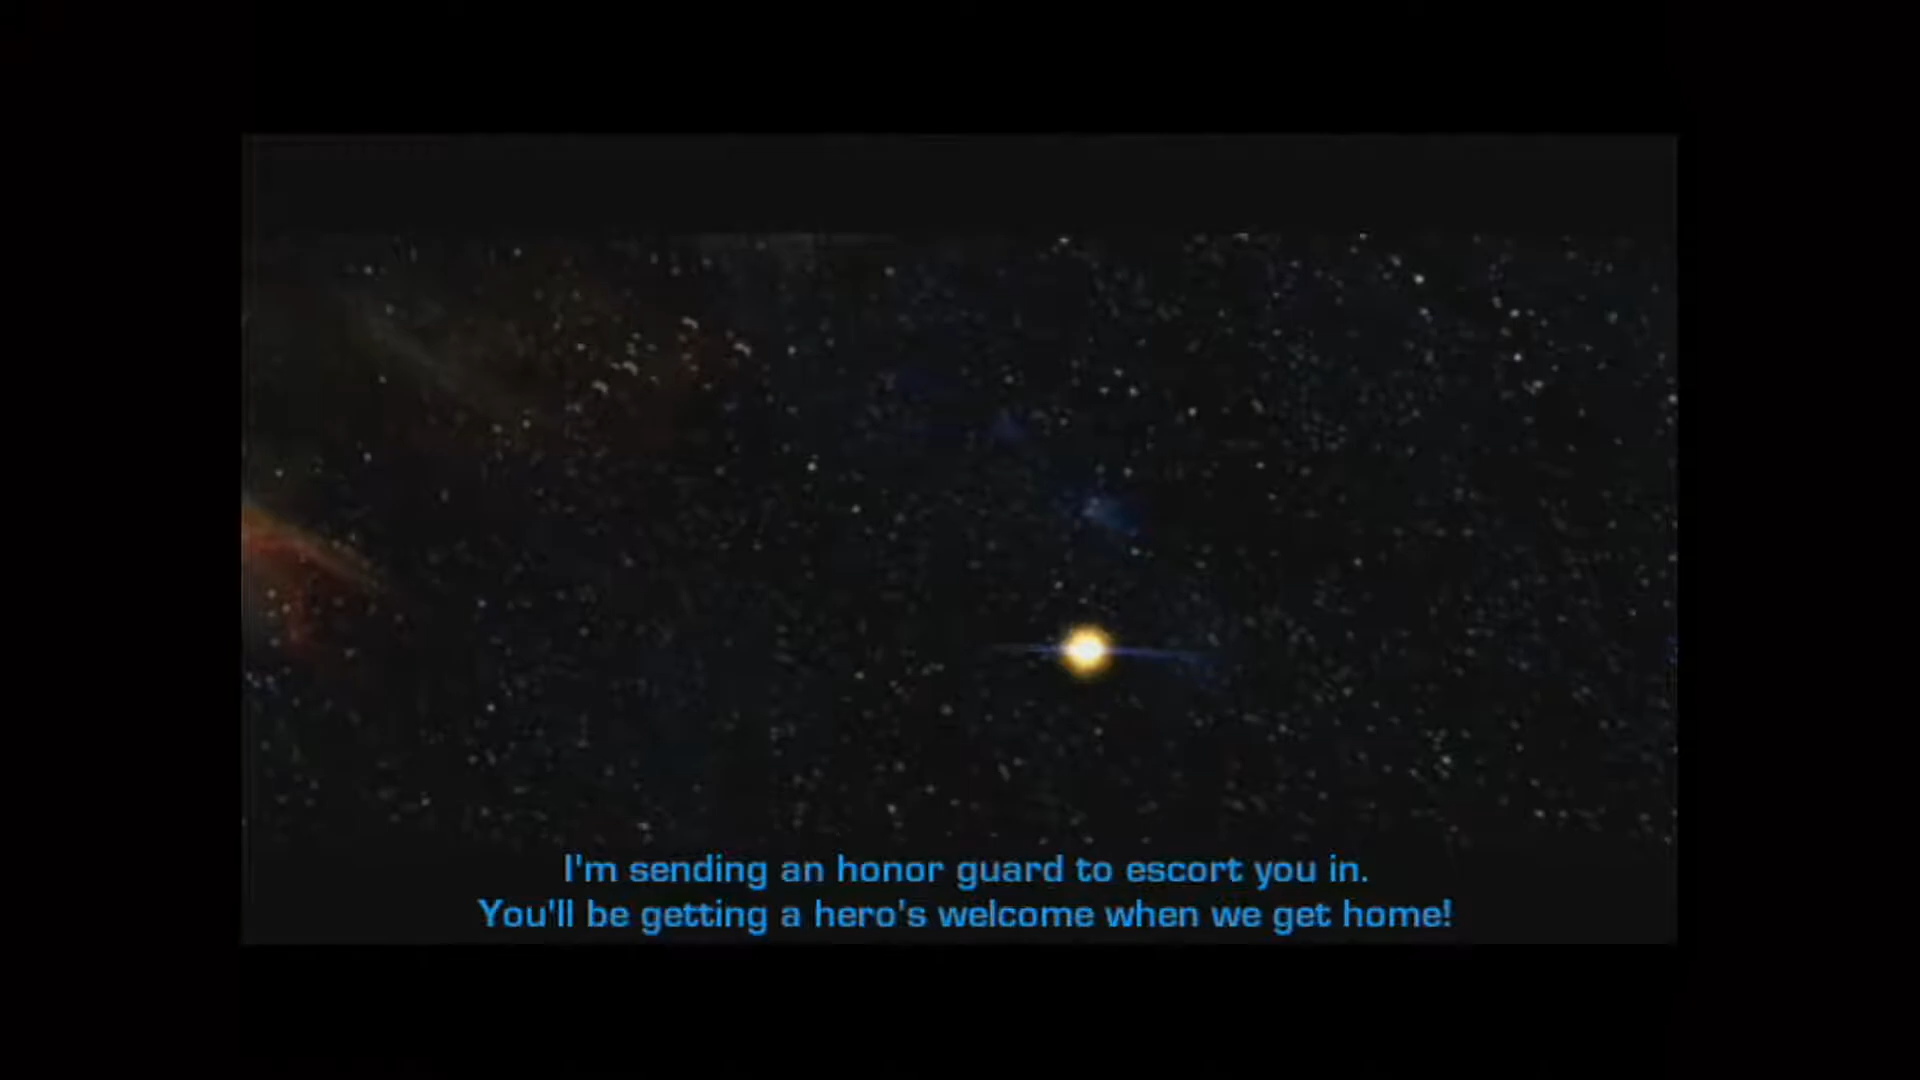 I'm sending an honor guard to escort you in.
You'll be getting a hero's welcome when we get home!